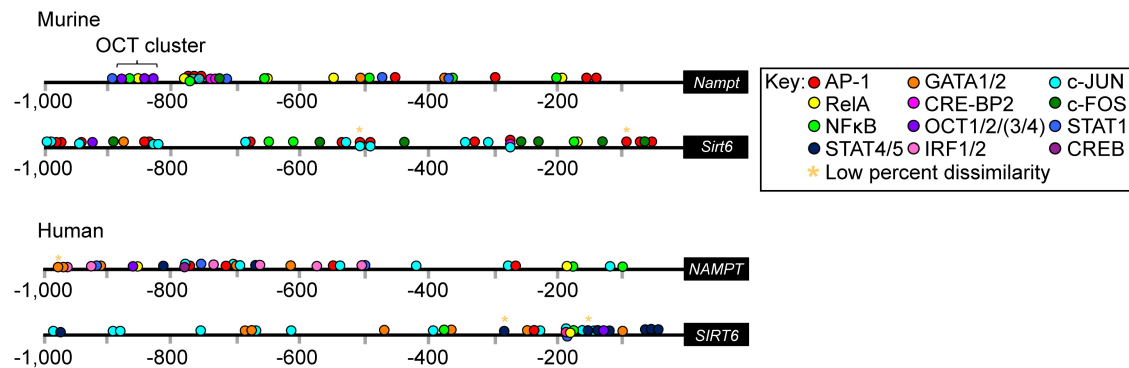 Murine
OCT cluster
Nampt
-1,000 -800 -600 -400 -200
Sirt6
-1,000 -800 -600 -400 -200
Human
NAMPT
-1,000 -800 -600 -400 -200
SIRT6
-1,000 -800 -600 -400 -200
Key: AP-1 GATA1/2 c-JUN
RelA CRE-BP2 c-FOS
NFκB OCT1/2/(3/4) STAT1
STAT4/5 IRF1/2 CREB
* Low percent dissimilarity